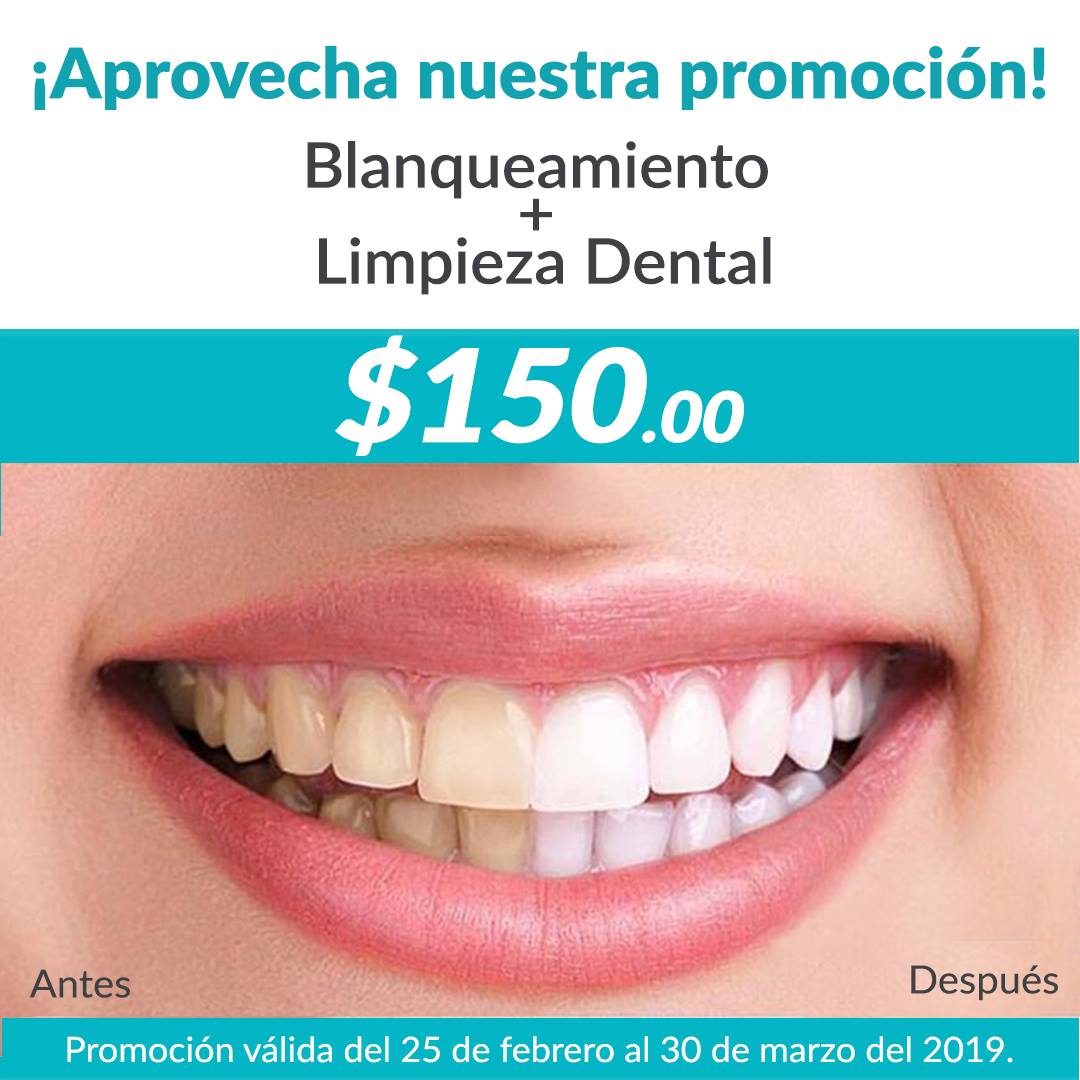 ¡Aprovecha nuestra promoción!
Blanqueamiento
+
Limpieza Dental
$150.00
Antes
Después
Promoción válida del 25 de febrero al 30 de marzo del 2019.